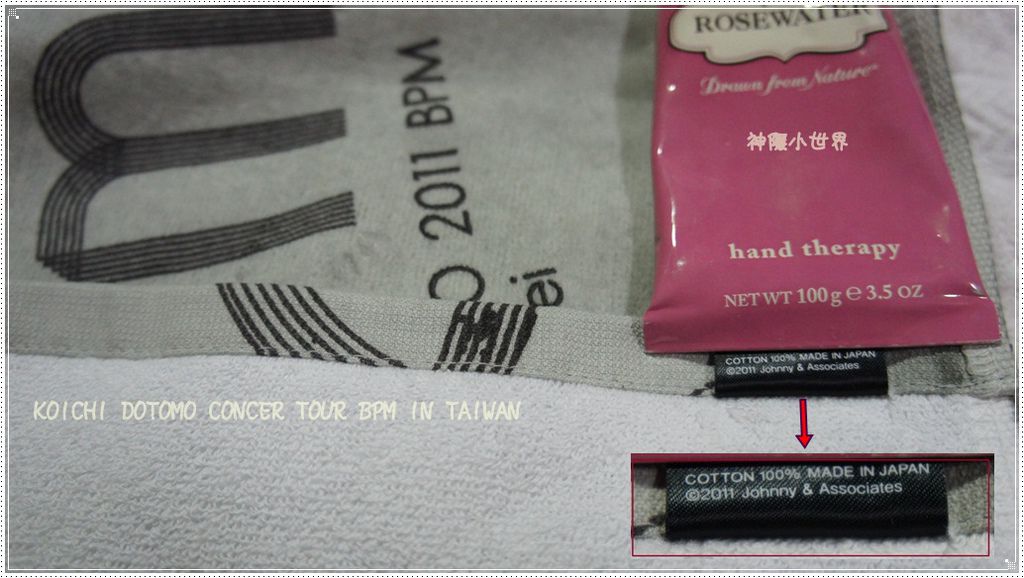 ROSEWATER
Drawn from Nature
神隱小世界
hand therapy
NET WT 100g e 3.5 OZ
2011 BPM
ei
COTTON 100% MADE IN JAPAN
©2011 Johnny & Associates
KOICHI DOTOMO CONCER TOUR BPM IN TAIWAN
COTTON 100% MADE IN JAPAN
©2011 Johnny & Associates